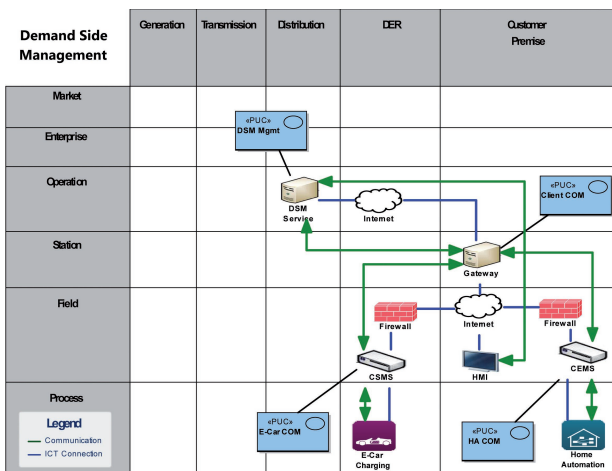 Demand Side
Management
Generation
Transmission
Distribution
DER
Customer
Premise
Market
Enterprise
Operation
Station
Field
Process
«PUC»
DSM Mgmt
DSM
Service
Internet
«PUC»
Client COM
Gateway
Firewall
Internet
Firewall
CSMS
HMI
CEMS
«PUC»
E-Car COM
E-Car
Charging
«PUC»
HA COM
Home
Automation
Legend
Communication
ICT Connection